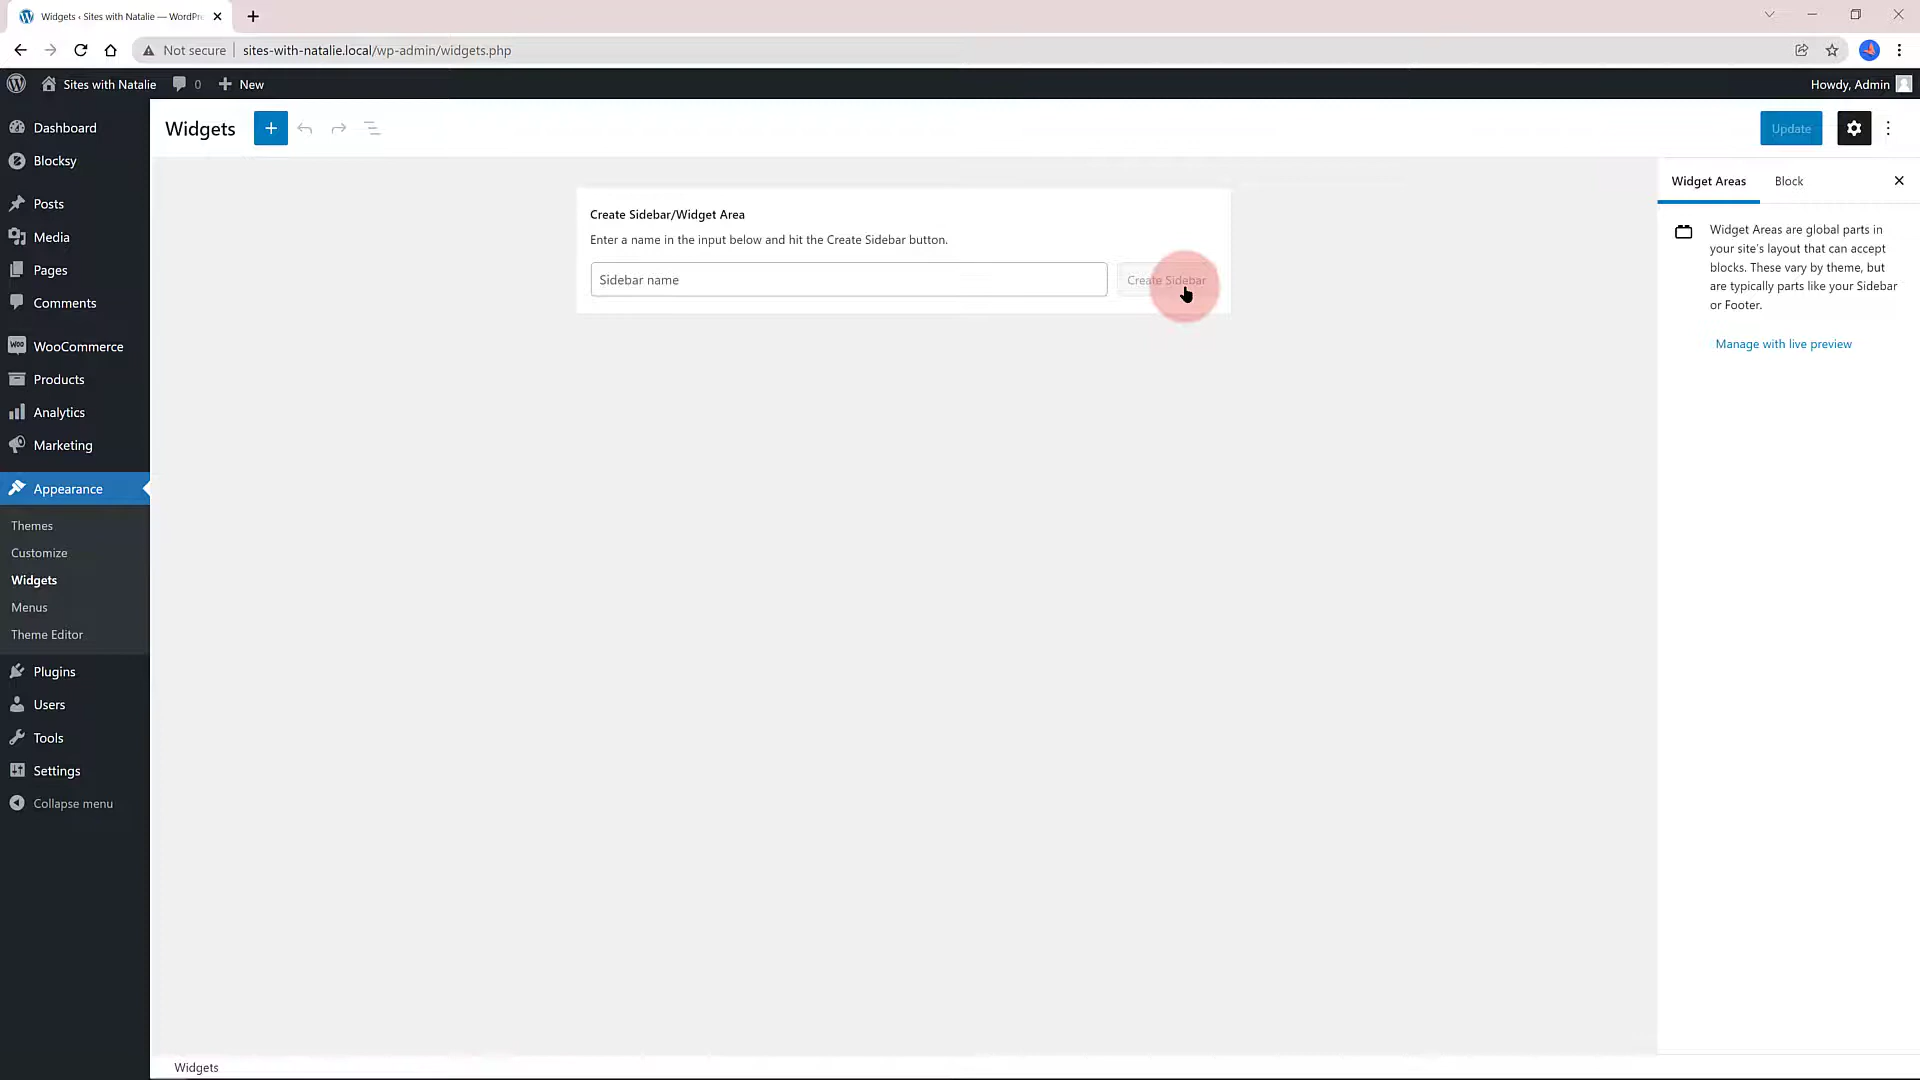 Widgets ‹ Sites with Natalie — WordPre
Not secure
sites-with-natalie.local/wp-admin/widgets.php
Sites with Natalie
0
New
Howdy, Admin
Dashboard
Blocksy
Posts
Media
Pages
Comments
WooCommerce
Products
Analytics
Marketing
Appearance
Themes
Customize
Widgets
Menus
Theme Editor
Plugins
Users
Tools
Settings
Collapse menu
Widgets
Update
Create Sidebar/Widget Area
Enter a name in the input below and hit the Create Sidebar button.
Sidebar name
Create Sidebar
Widget Areas
Block
Widget Areas are global parts in
your site's layout that can accept
blocks. These vary by theme, but
are typically parts like your Sidebar
or Footer.
Manage with live preview
Widgets